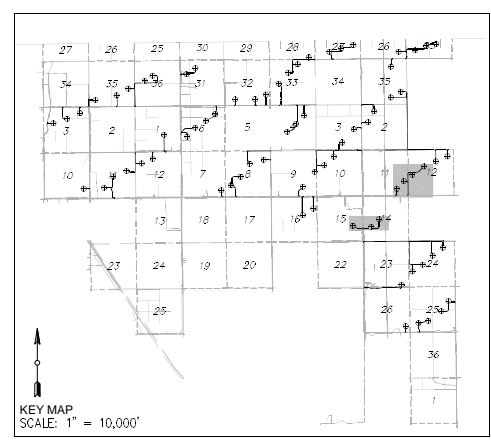 27 26 25 30 29 28 25 26
34 35 36 31 32 33 34 35
3 2 1 6 5 3 2
10 11 12 7 8 9 10 11 12
13 18 17 16 15 14
23 24 19 20 22 23 24
25 26 25
36
1
KEY MAP
SCALE: 1" = 10,000'